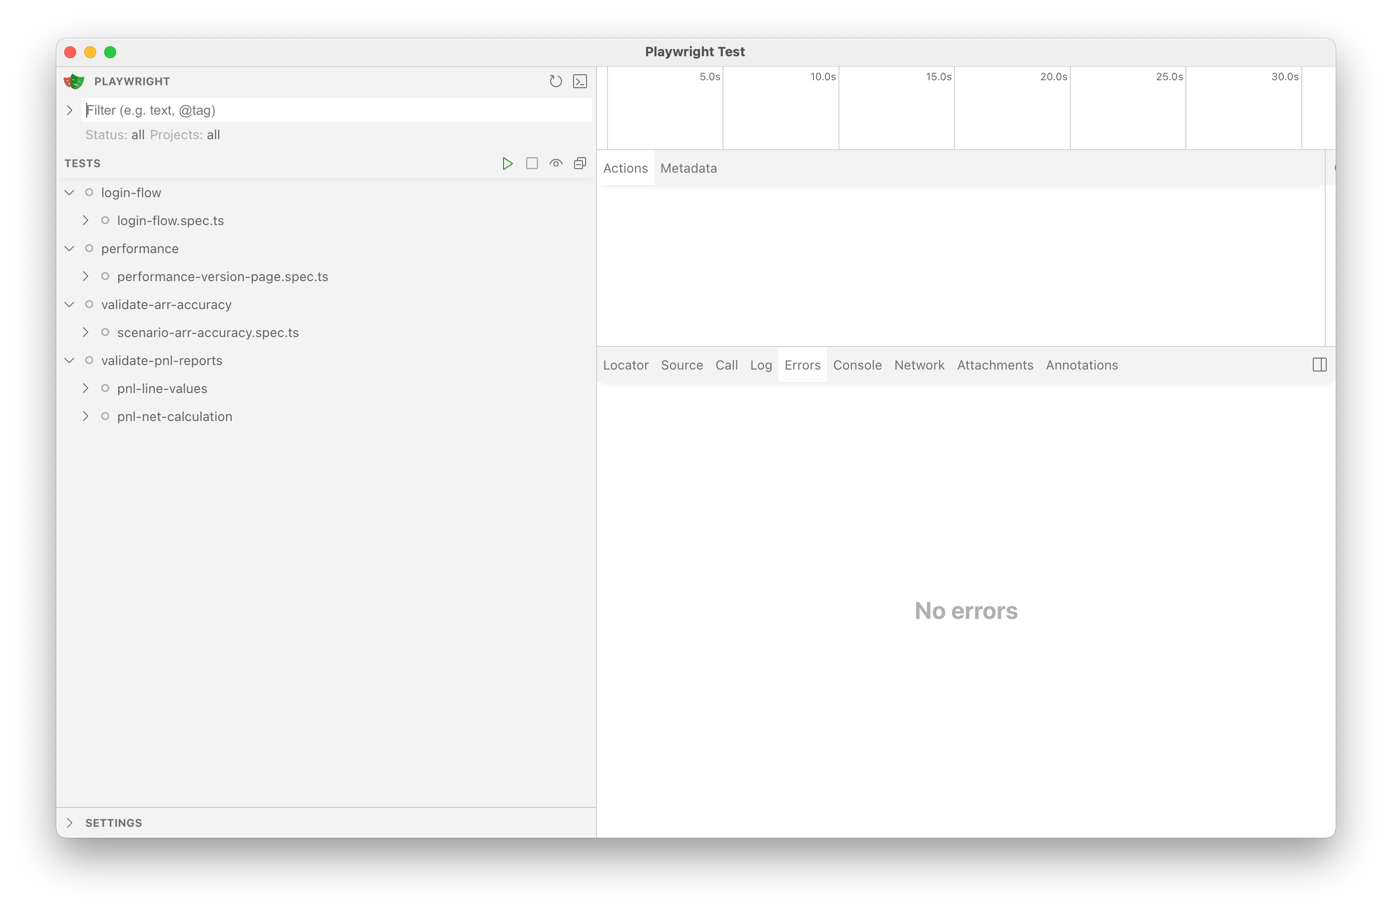 Playwright Test
PLAYWRIGHT
Filter (e.g. text, @tag)
Status: all Projects: all
TESTS
login-flow
login-flow.spec.ts
performance
performance-version-page.spec.ts
validate-arr-accuracy
scenario-arr-accuracy.spec.ts
validate-pnl-reports
pnl-line-values
pnl-net-calculation
SETTINGS
5.0s 10.0s 15.0s 20.0s 25.0s 30.0s
Actions Metadata
Locator Source Call Log Errors Console Network Attachments Annotations
No errors